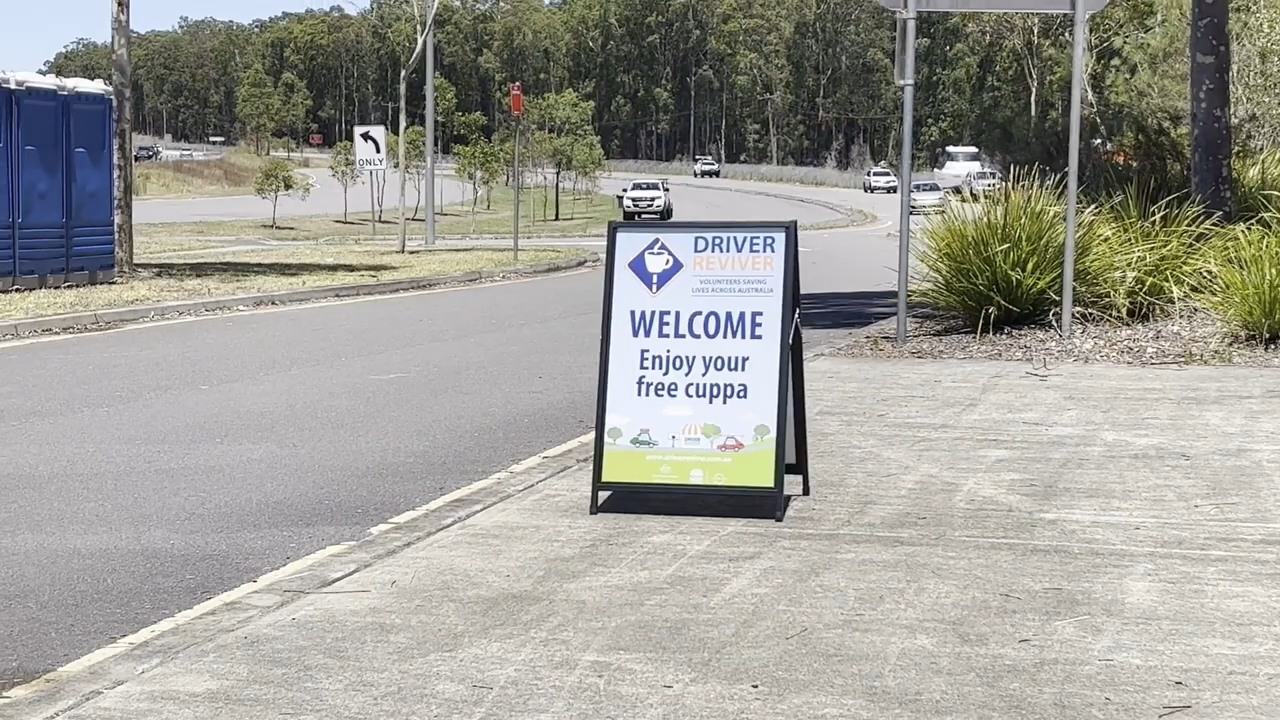 ONLY
DRIVER
REVIVER
VOLUNTEERS SAVING
LIVES ACROSS AUSTRALIA
WELCOME
Enjoy your
free cuppa